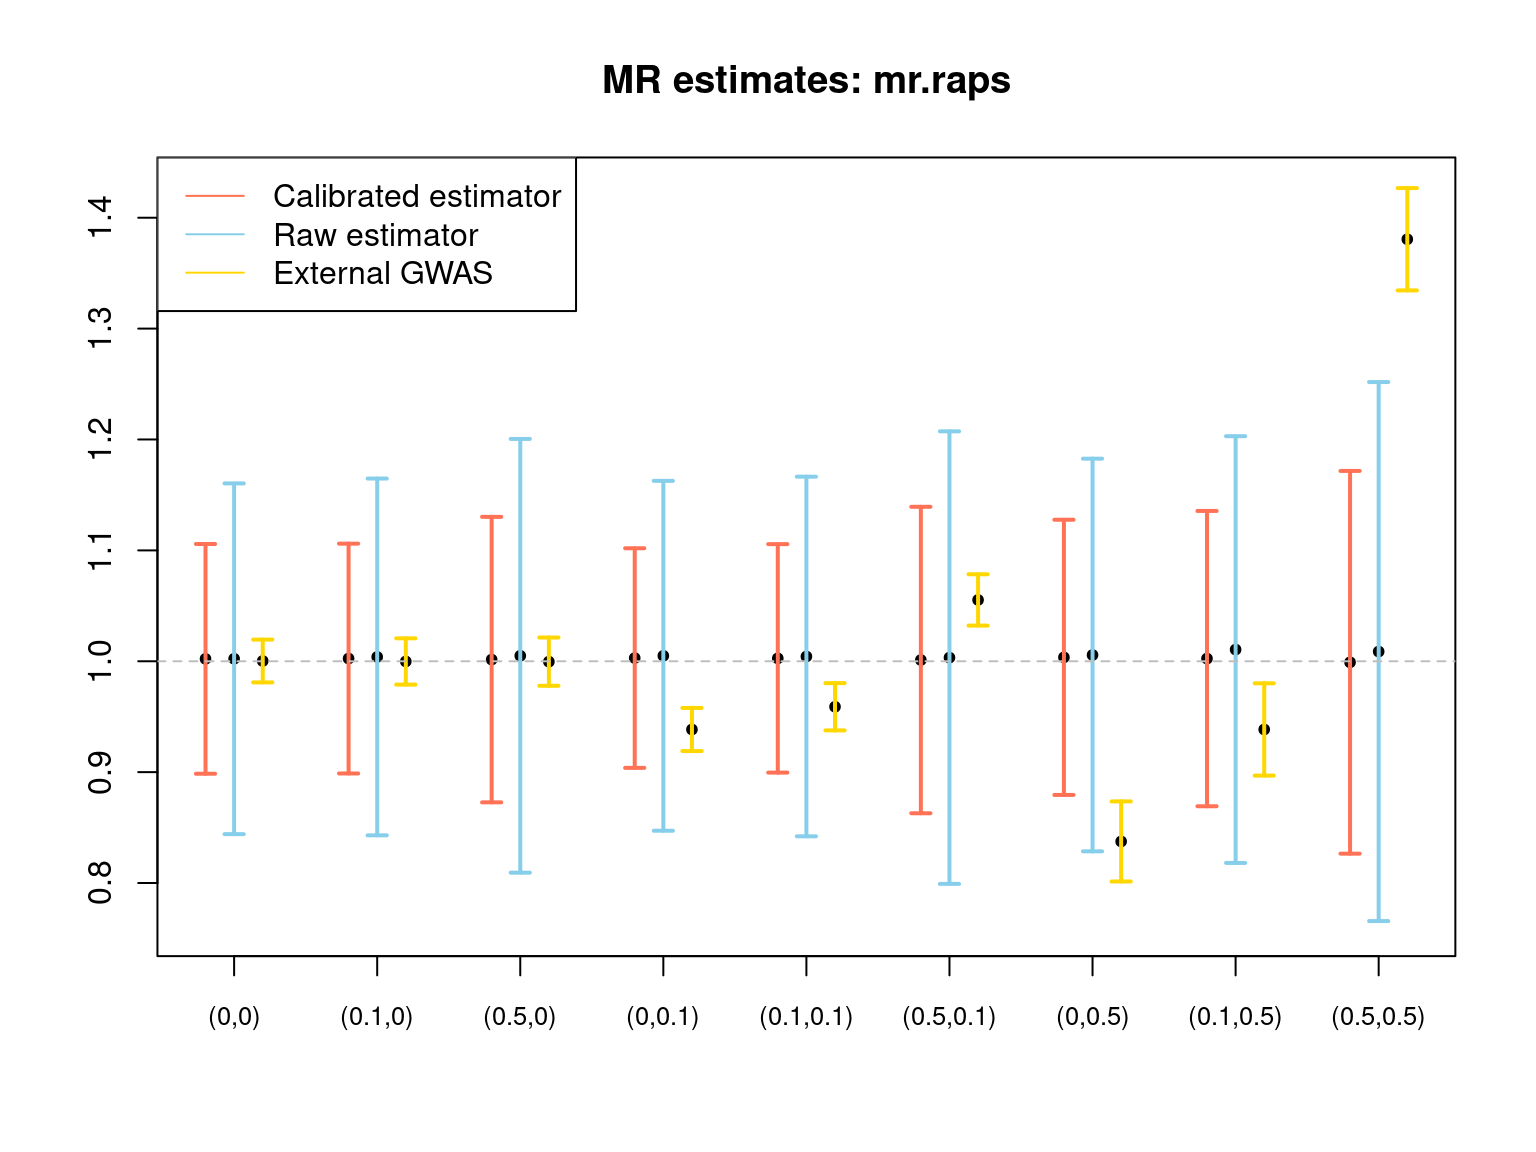 MR estimates: mr.raps
Calibrated estimator
Raw estimator
External GWAS
1.4
1.3
1.2
1.1
1.0
0.9
0.8
(0,0) (0.1,0) (0.5,0) (0,0.1) (0.1,0.1) (0.5,0.1) (0,0.5) (0.1,0.5) (0.5,0.5)